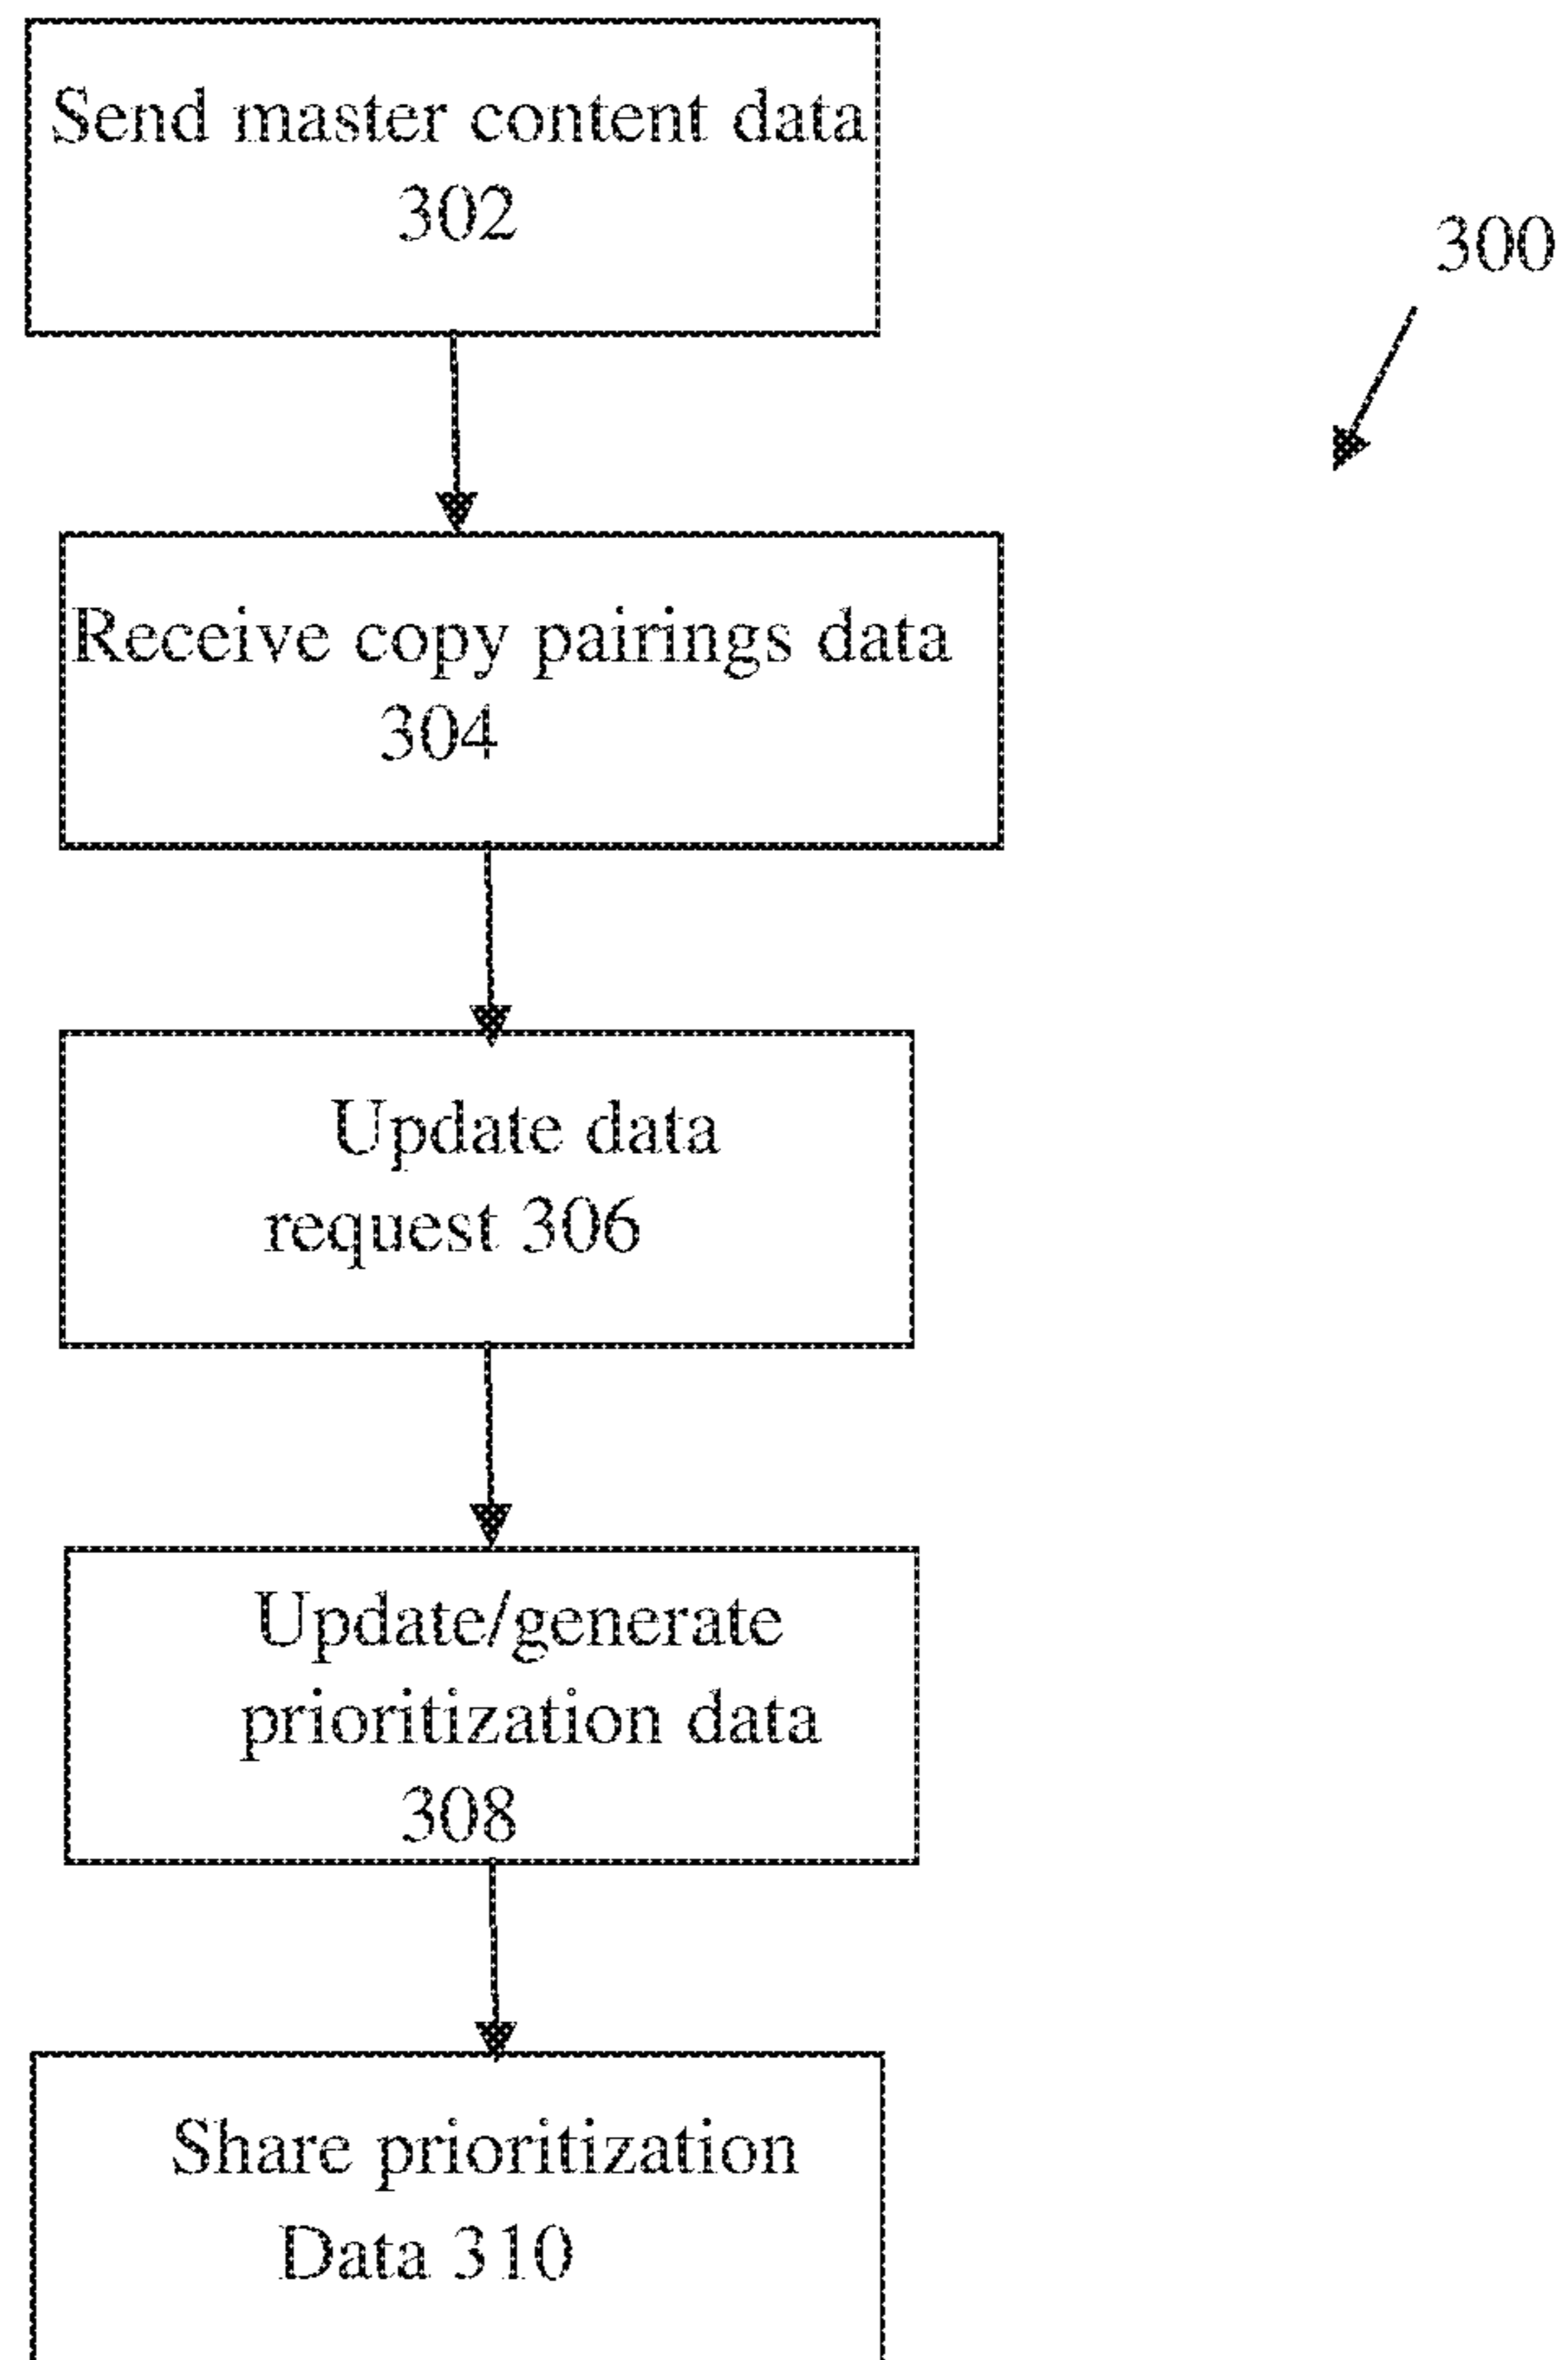 Send master content data
302
300
Receive copy pairings data
304
Update data
request 306
Update/generate
prioritization data
308
Share prioritization
Data 310